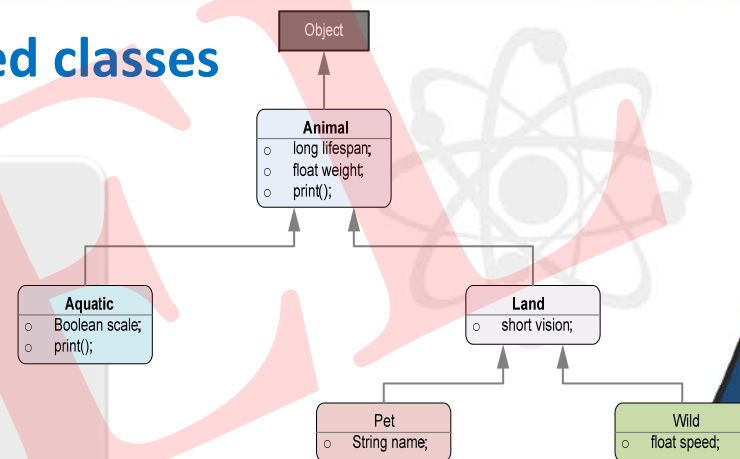 Object
ed classes
Animal
long lifespan;
float weight;
print();
Aquatic
Boolean scale;
print();
Land
short vision;
Pet
String name;
Wild
float speed;